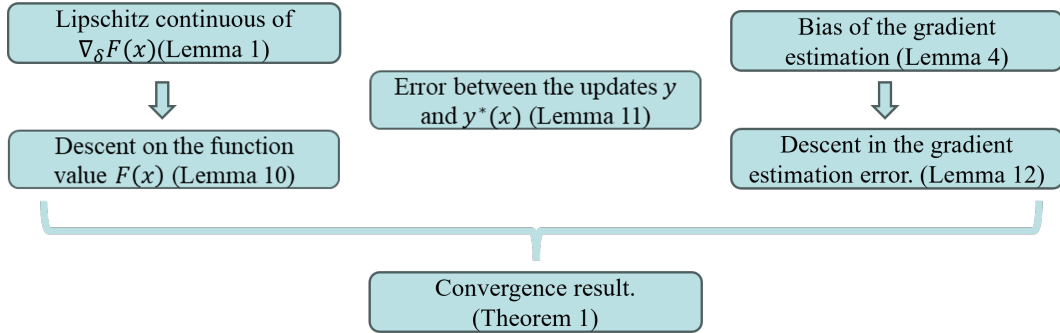 Lipschitz continuous of
∇_δF(x)(Lemma 1)
Bias of the gradient
estimation (Lemma 4)
Error between the updates y
and y*(x) (Lemma 11)
Descent on the function
value F(x) (Lemma 10)
Descent in the gradient
estimation error. (Lemma 12)
Convergence result.
(Theorem 1)